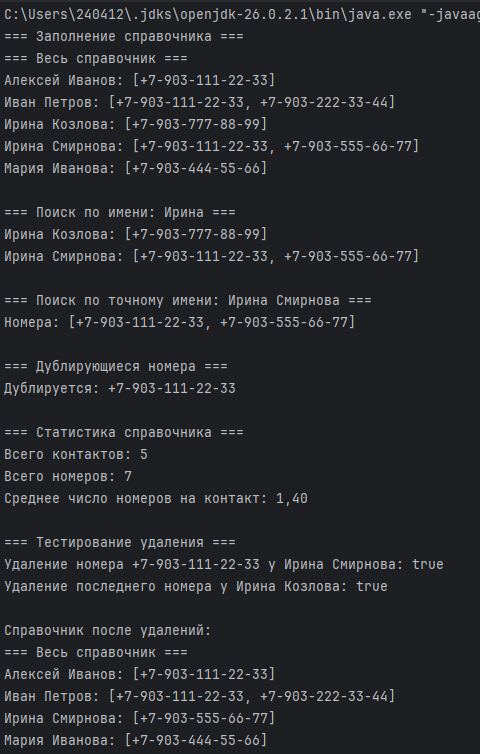 C:\Users\240412\.jdks\openjdk-26.0.2.1\bin\java.exe "-javaag
=== Заполнение справочника ===
=== Весь справочник ===
Алексей Иванов: [+7-903-111-22-33]
Иван Петров: [+7-903-111-22-33, +7-903-222-33-44]
Ирина Козлова: [+7-903-777-88-99]
Ирина Смирнова: [+7-903-111-22-33, +7-903-555-66-77]
Мария Иванова: [+7-903-444-55-66]

=== Поиск по имени: Ирина ===
Ирина Козлова: [+7-903-777-88-99]
Ирина Смирнова: [+7-903-111-22-33, +7-903-555-66-77]

=== Поиск по точному имени: Ирина Смирнова ===
Номера: [+7-903-111-22-33, +7-903-555-66-77]

=== Дублирующиеся номера ===
Дублируется: +7-903-111-22-33

=== Статистика справочника ===
Всего контактов: 5
Всего номеров: 7
Среднее число номеров на контакт: 1,40

=== Тестирование удаления ===
Удаление номера +7-903-111-22-33 у Ирина Смирнова: true
Удаление последнего номера у Ирина Козлова: true

Справочник после удалений:
=== Весь справочник ===
Алексей Иванов: [+7-903-111-22-33]
Иван Петров: [+7-903-111-22-33, +7-903-222-33-44]
Ирина Смирнова: [+7-903-555-66-77]
Мария Иванова: [+7-903-444-55-66]